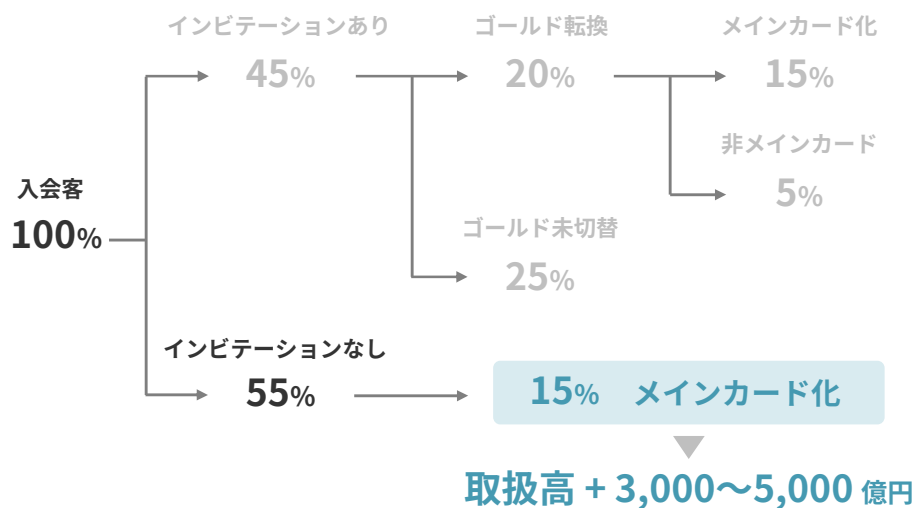 インビテーションあり
45%
ゴールド転換
20%
メインカード化
15%
非メインカード
5%
ゴールド未切替
25%
入会客
100%
インビテーションなし
55%
15% メインカード化
取扱高 + 3,000〜5,000 億円